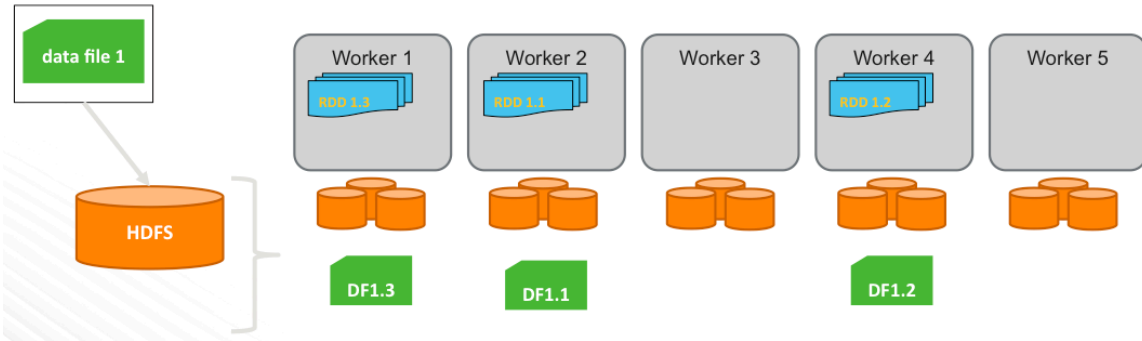 data file 1
HDFS
Worker 1
Worker 2
Worker 3
Worker 4
Worker 5
RDD 1.3
RDD 1.1
RDD 1.2
DF1.3
DF1.1
DF1.2